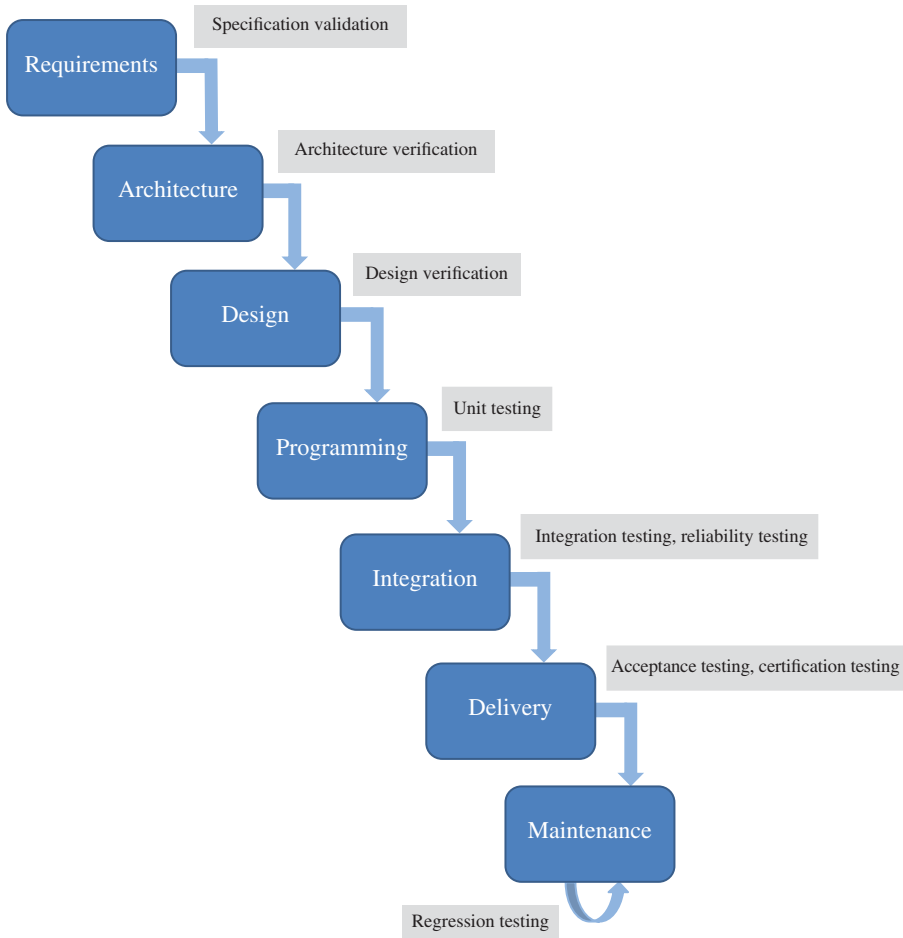 Specification validation
Requirements
Architecture verification
Architecture
Design verification
Design
Unit testing
Programming
Integration testing, reliability testing
Integration
Acceptance testing, certification testing
Delivery
Maintenance
Regression testing